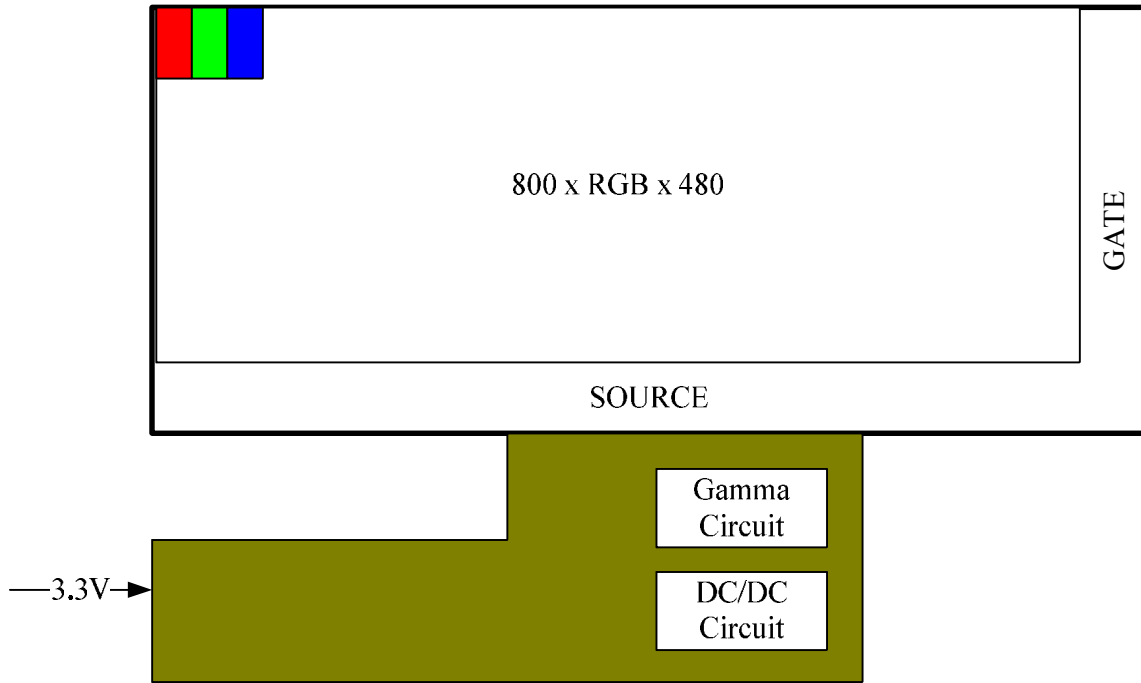 800 x RGB x 480
GATE
SOURCE
Gamma
Circuit
3.3V
DC/DC
Circuit